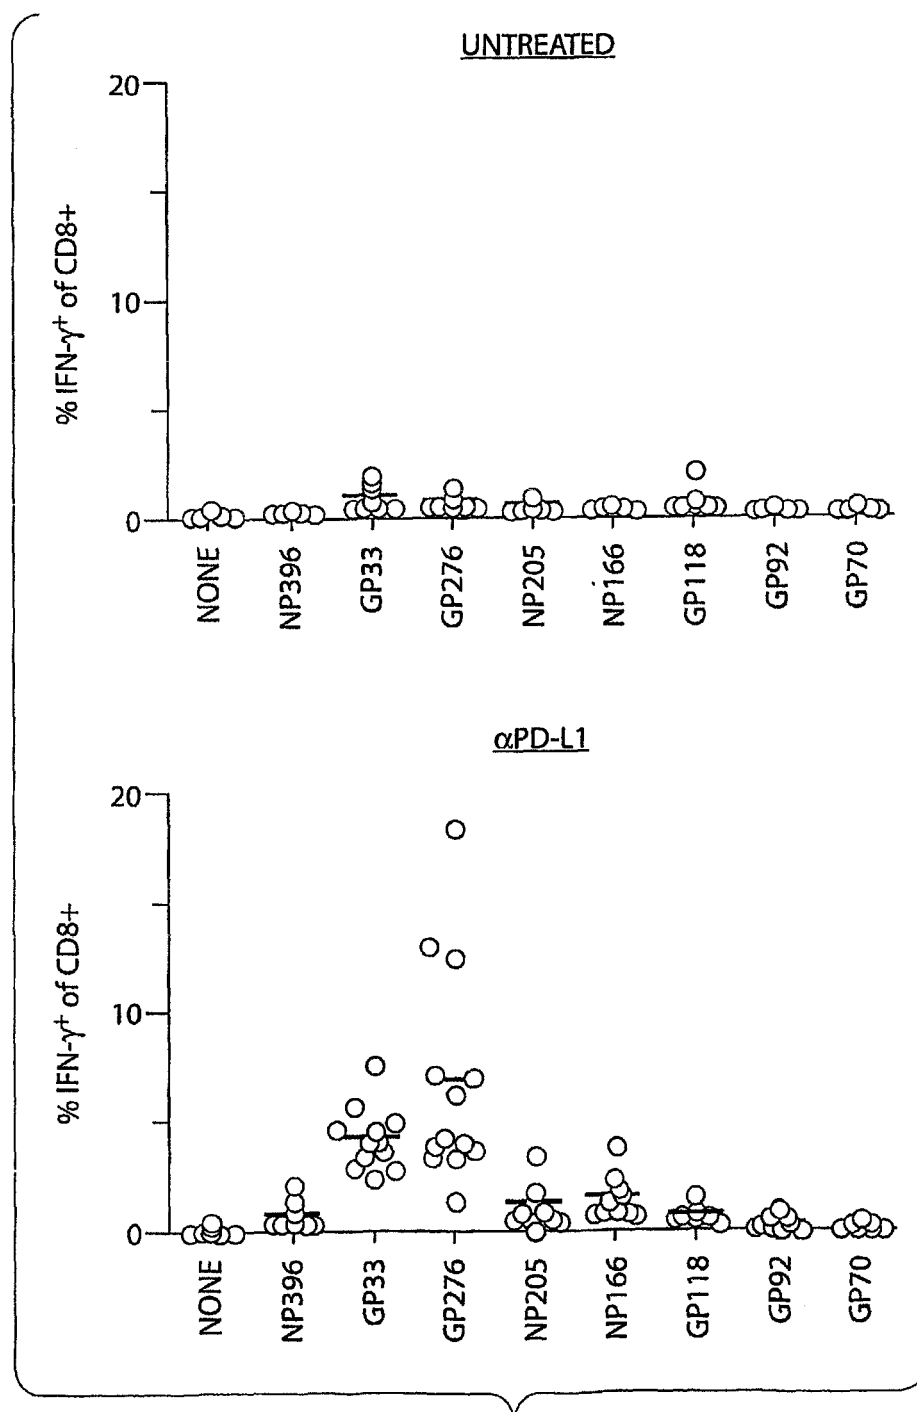 UNTREATED
20
10
0
% IFN-γ+ of CD8+
NONE
NP396
GP33
GP276
NP205
NP166
GP118
GP92
GP70
αPD-L1
20
10
0
% IFN-γ+ of CD8+
NONE
NP396
GP33
GP276
NP205
NP166
GP118
GP92
GP70